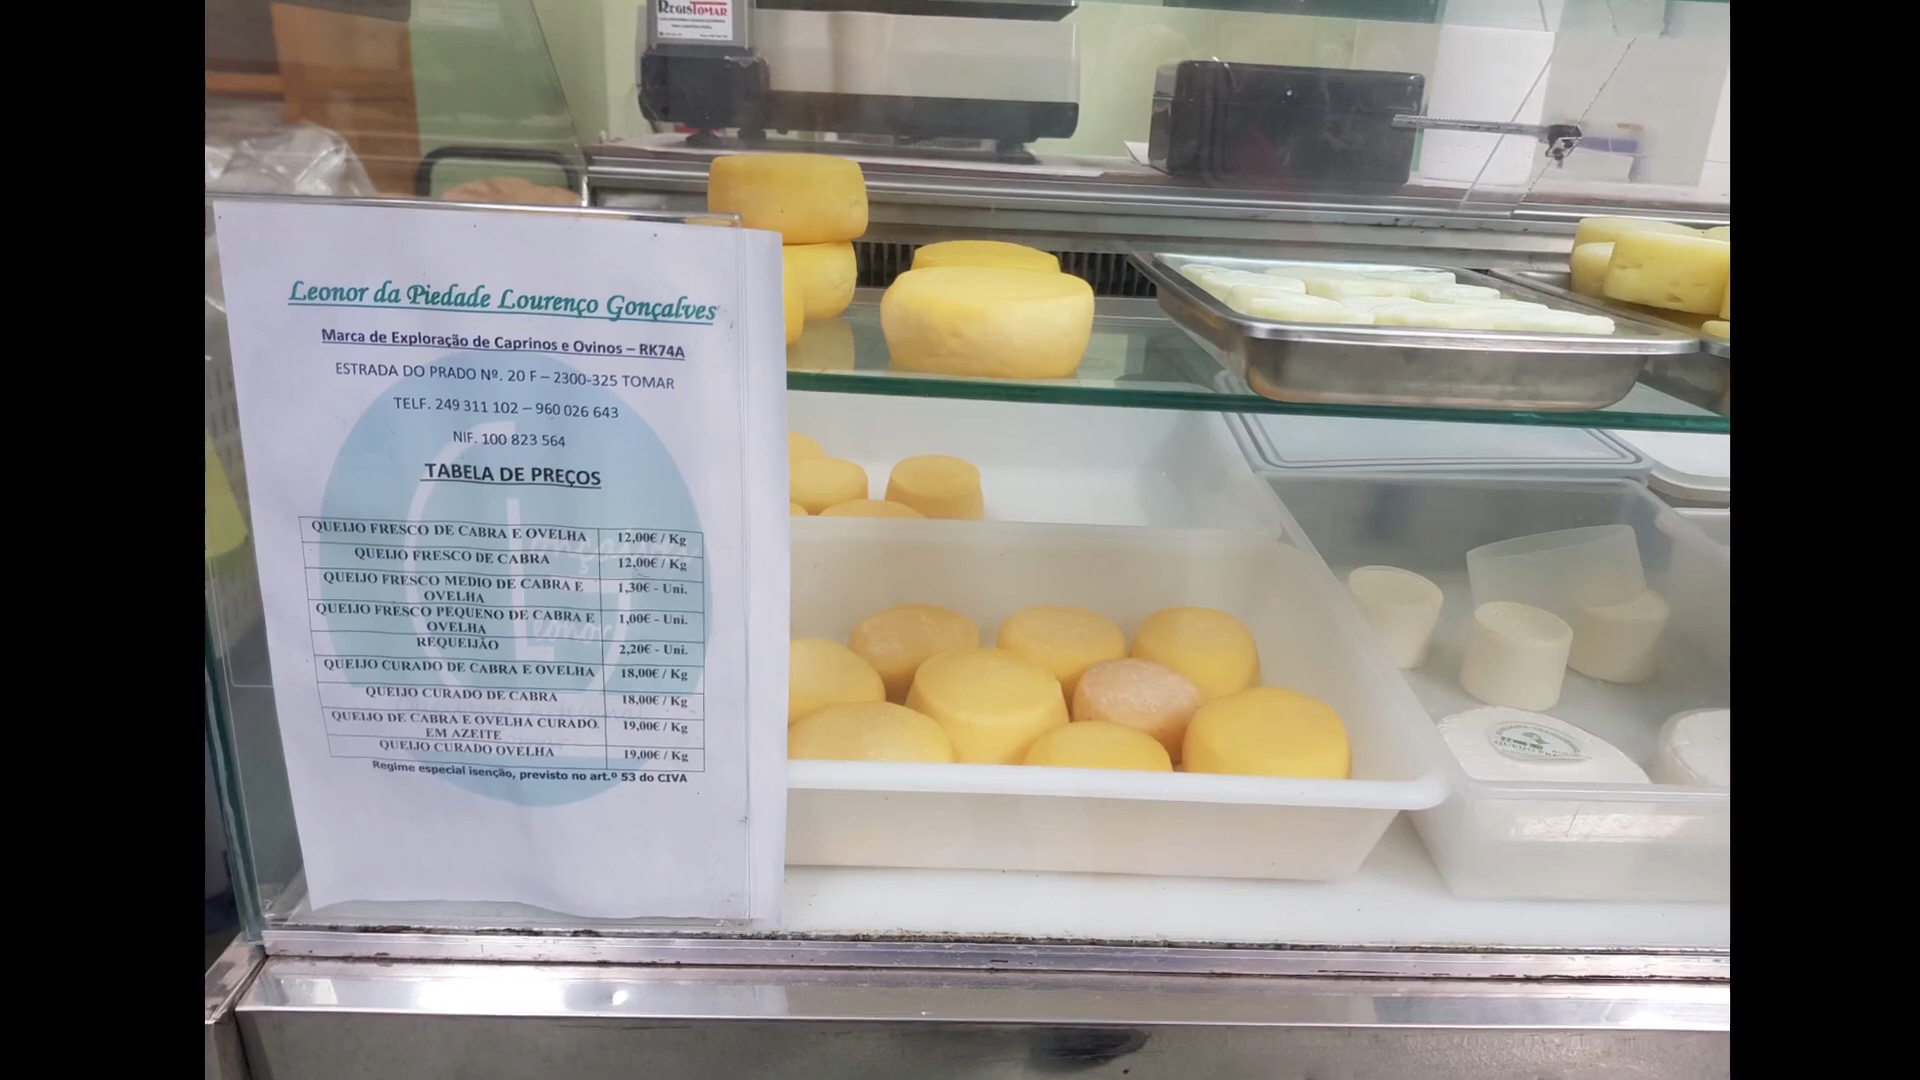 REGISTOMAR
Leonor da Piedade Lourenço Gonçalves
Marca de Exploração de Caprinos e Ovinos – RK74A
ESTRADA DO PRADO Nº. 20 F – 2300-325 TOMAR
TELF. 249 311 102 – 960 026 643
NIF. 100 823 564
TABELA DE PREÇOS
QUEIJO FRESCO DE CABRA E OVELHA 12,00€ / Kg
QUEIJO FRESCO DE CABRA 12,00€ / Kg
QUEIJO FRESCO MEDIO DE CABRA E
OVELHA 1,30€ - Uni.
QUEIJO FRESCO PEQUENO DE CABRA E
OVELHA 1,00€ - Uni.
REQUEIJÃO 2,20€ - Uni.
QUEIJO CURADO DE CABRA E OVELHA 18,00€ / Kg
QUEIJO CURADO DE CABRA 18,00€ / Kg
QUEIJO DE CABRA E OVELHA CURADO
EM AZEITE 19,00€ / Kg
QUEIJO CURADO OVELHA 19,00€ / Kg
Regime especial isenção, previsto no art.º 53 do CIVA